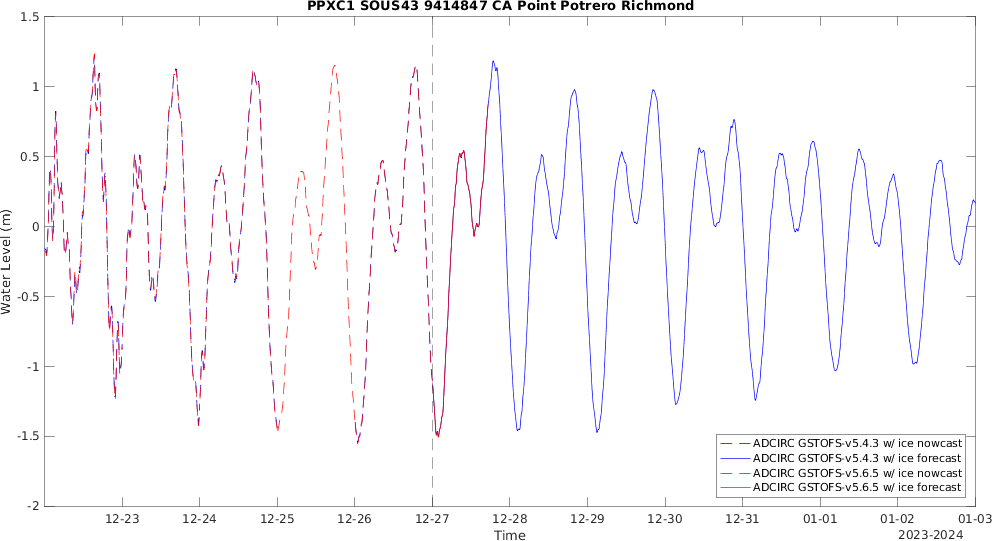 PPXC1 SOUS43 9414847 CA Point Potrero Richmond
Water Level (m)
1.5
1
0.5
0
-0.5
-1
-1.5
-2
12-23 12-24 12-25 12-26 12-27 12-28 12-29 12-30 12-31 01-01 01-02 01-03
Time
2023-2024
ADCIRC GSTOFS-v5.4.3 w/ ice nowcast
ADCIRC GSTOFS-v5.4.3 w/ ice forecast
ADCIRC GSTOFS-v5.6.5 w/ ice nowcast
ADCIRC GSTOFS-v5.6.5 w/ ice forecast